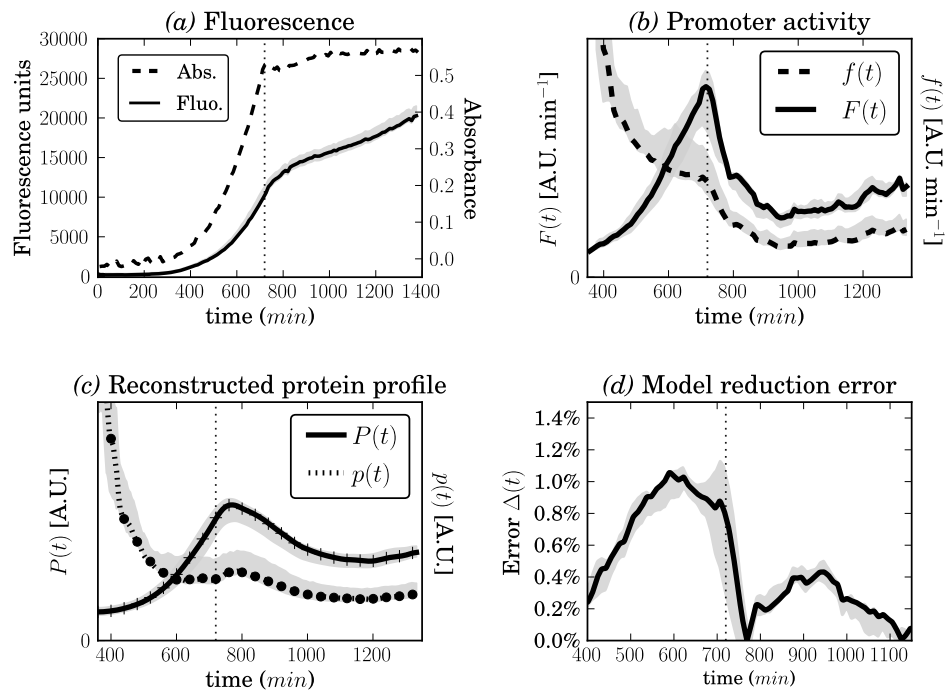 (a) Fluorescence
30000
25000
20000
15000
10000
5000
0
Fluorescence units
Abs.
Fluo.
0.5
0.4
0.3
0.2
0.1
0.0
Absorbance
0 200 400 600 800 1000 1200 1400
time (min)
(b) Promoter activity
F(t) [A.U. min⁻¹]
0
f(t)
F(t)
f(t) [A.U. min⁻¹]
400 600 800 1000 1200
time (min)
(c) Reconstructed protein profile
P(t) [A.U.]
0
P(t)
p(t)
p(t) [A.U.]
400 600 800 1000 1200
time (min)
(d) Model reduction error
1.4%
1.2%
1.0%
0.8%
0.6%
0.4%
0.2%
0.0%
Error Δ(t)
400 500 600 700 800 900 1000 1100
time (min)